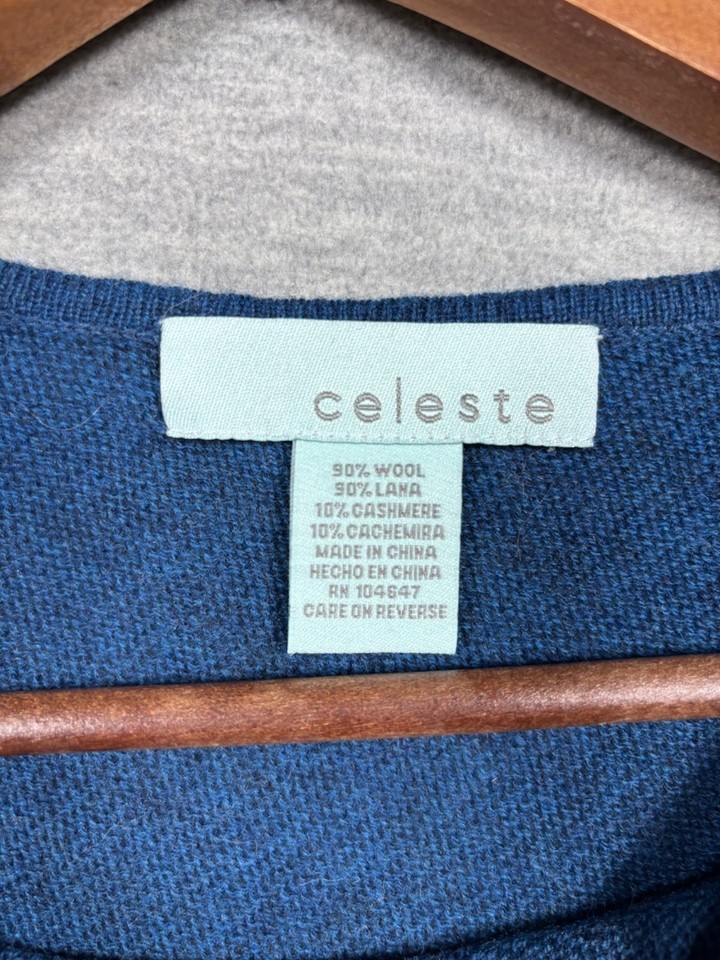 celeste
90% WOOL
90% LANA
10% CASHMERE
10% CACHEMIRA
MADE IN CHINA
HECHO EN CHINA
RN 104647
CARE ON REVERSE